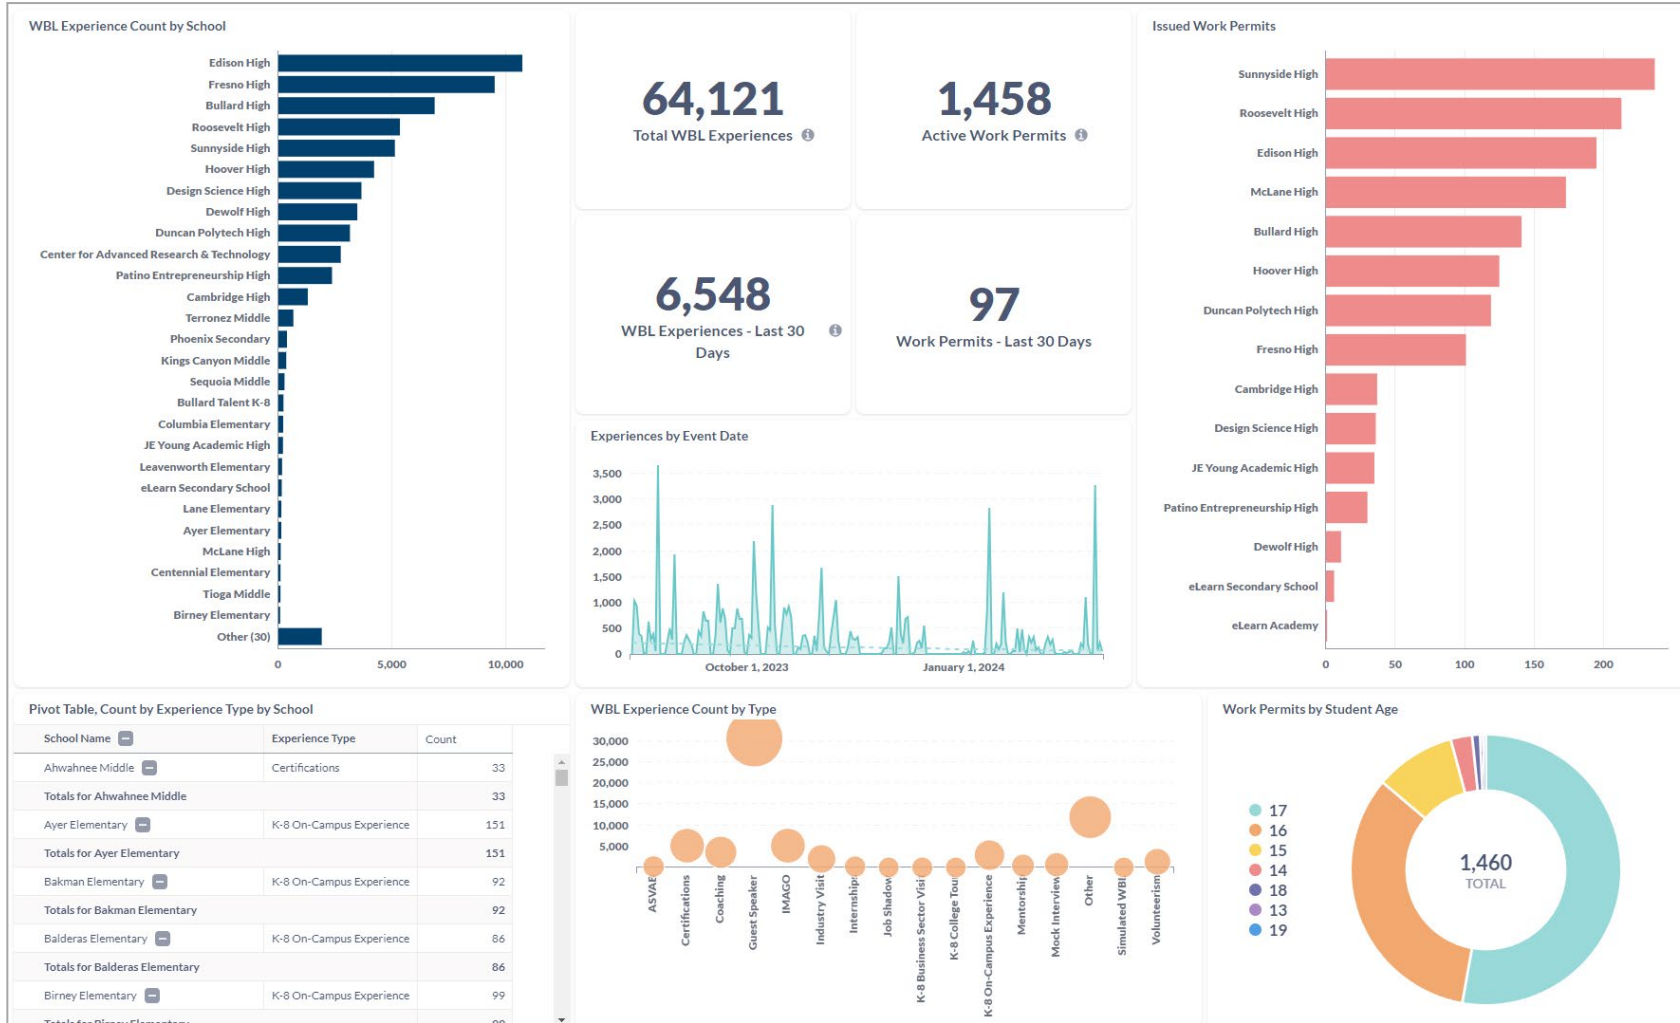 WBL Experience Count by School
Edison High
Fresno High
Bullard High
Roosevelt High
Sunnyside High
Hoover High
Design Science High
Dewolf High
Duncan Polytech High
Center for Advanced Research & Technology
Patino Entrepreneurship High
Cambridge High
Terronez Middle
Phoenix Secondary
Kings Canyon Middle
Sequoia Middle
Bullard Talent K-8
Columbia Elementary
JE Young Academic High
Leavenworth Elementary
eLearn Secondary School
Lane Elementary
Ayer Elementary
McLane High
Centennial Elementary
Tioga Middle
Birney Elementary
Other (30)
0 5,000 10,000
64,121
Total WBL Experiences
1,458
Active Work Permits
6,548
WBL Experiences - Last 30
Days
97
Work Permits - Last 30 Days
Experiences by Event Date
3,500
3,000
2,500
2,000
1,500
1,000
500
0
October 1, 2023 January 1, 2024
Issued Work Permits
Sunnyside High
Roosevelt High
Edison High
McLane High
Bullard High
Hoover High
Duncan Polytech High
Fresno High
Cambridge High
Design Science High
JE Young Academic High
Patino Entrepreneurship High
Dewolf High
eLearn Secondary School
eLearn Academy
0 50 100 150 200
Pivot Table, Count by Experience Type by School
School Name Experience Type Count
Ahwahnee Middle Certifications 33
Totals for Ahwahnee Middle 33
Ayer Elementary K-8 On-Campus Experience 151
Totals for Ayer Elementary 151
Bakman Elementary K-8 On-Campus Experience 92
Totals for Bakman Elementary 92
Balderas Elementary K-8 On-Campus Experience 86
Totals for Balderas Elementary 86
Birney Elementary K-8 On-Campus Experience 99
Totals for Birney Elementary 99
WBL Experience Count by Type
30,000
25,000
20,000
15,000
10,000
5,000
ASVAB
Certifications
Coaching
Guest Speaker
IMAGO
Industry Visit
Internships
Job Shadow
K-8 Business Sector Visit
K-8 College Tour
K-8 On-Campus Experience
Mentorship
Mock Interview
Other
Simulated WBL
Volunteerism
Work Permits by Student Age
17
16
15
14
18
13
19
1,460
TOTAL